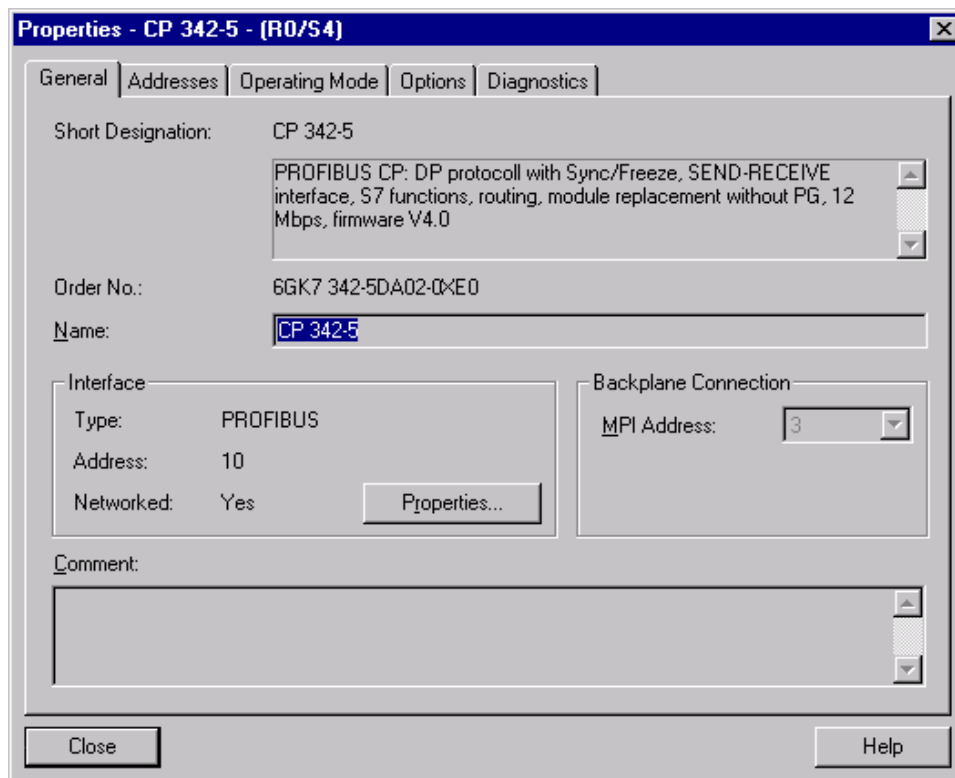 Properties - CP 342-5 - (R0/S4)
General Addresses Operating Mode Options Diagnostics
Short Designation: CP 342-5
PROFIBUS CP: DP protocoll with Sync/Freeze, SEND-RECEIVE
interface, S7 functions, routing, module replacement without PG, 12
Mbps, firmware V4.0
Order No.: 6GK7 342-5DA02-0XE0
Name: CP 342-5
Interface
Type: PROFIBUS
Address: 10
Networked: Yes Properties...
Backplane Connection
MPI Address: 3
Comment:
Close Help